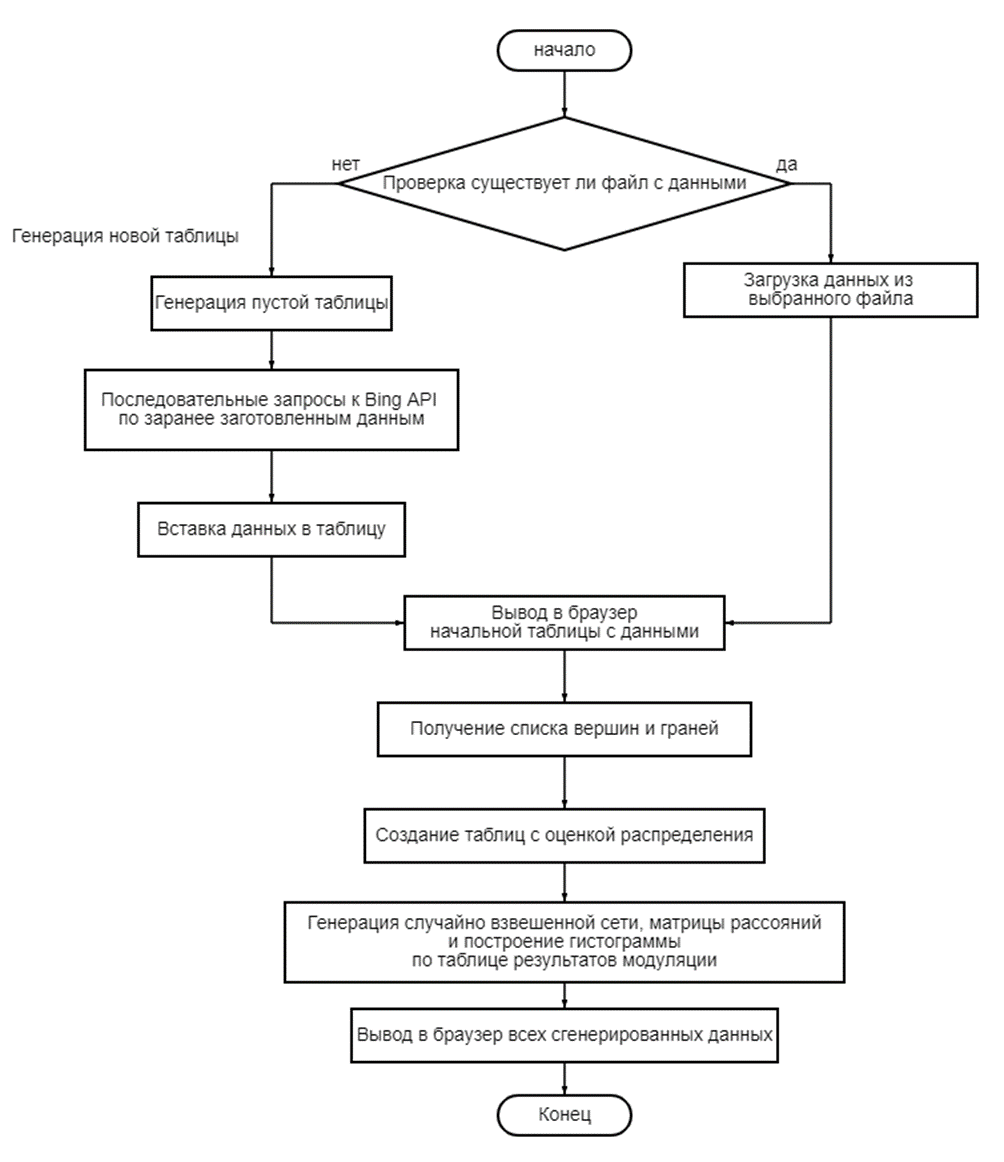 начало
нет
да
Проверка существует ли файл с данными
Генерация новой таблицы
Загрузка данных из
выбранного файла
Генерация пустой таблицы
Последовательные запросы к Bing API
по заранее заготовленным данным
Вставка данных в таблицу
Вывод в браузер
начальной таблицы с данными
Получение списка вершин и граней
Создание таблиц с оценкой распределения
Генерация случайно взвешенной сети, матрицы рассояний
и построение гистограммы
по таблице результатов модуляции
Вывод в браузер всех сгенерированных данных
Конец